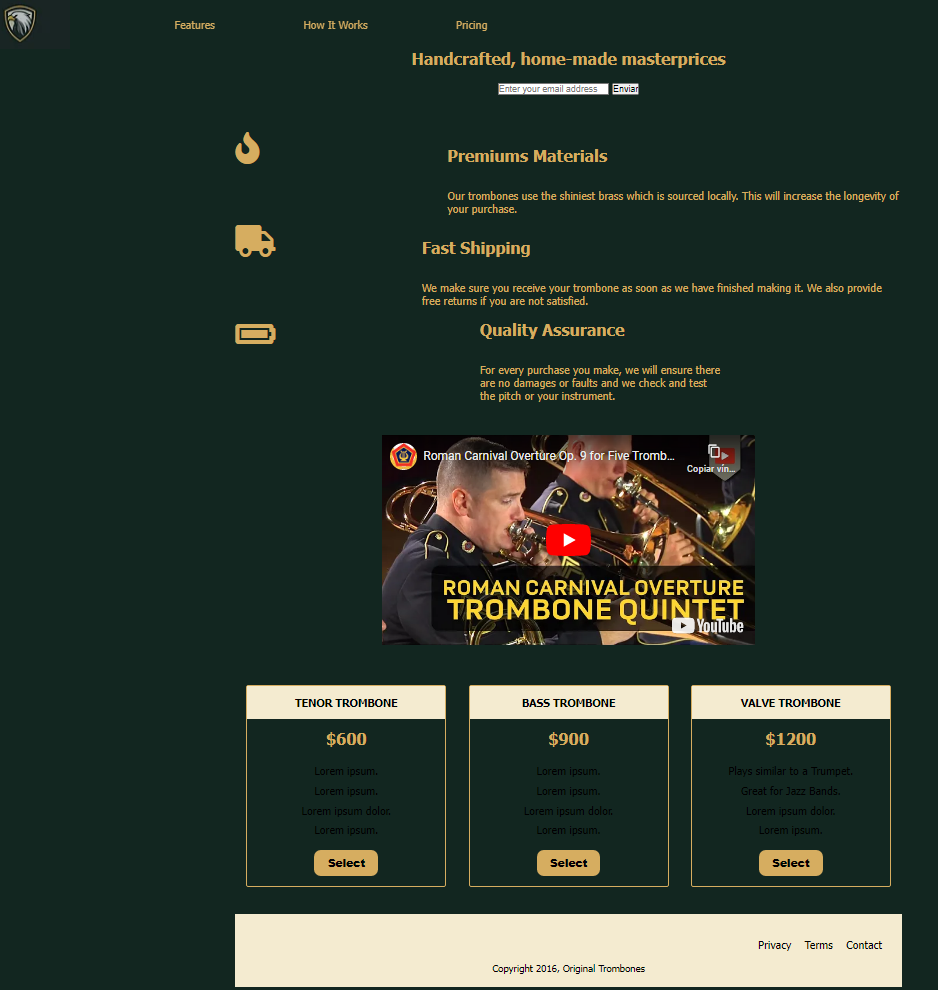 Features How It Works Pricing
Handcrafted, home-made masterprices
Enter your email address Enviar
Premiums Materials
Our trombones use the shiniest brass which is sourced locally. This will increase the longevity of
your purchase.
Fast Shipping
We make sure you receive your trombone as soon as we have finished making it. We also provide
free returns if you are not satisfied.
Quality Assurance
For every purchase you make, we will ensure there
are no damages or faults and we check and test
the pitch or your instrument.
Roman Carnival Overture Op. 9 for Five Tromb...
Copiar vín...
ROMAN CARNIVAL OVERTURE
TROMBONE QUINTET
YouTube
TENOR TROMBONE
$600
Lorem ipsum.
Lorem ipsum.
Lorem ipsum dolor.
Lorem ipsum.
Select
BASS TROMBONE
$900
Lorem ipsum.
Lorem ipsum.
Lorem ipsum dolor.
Lorem ipsum.
Select
VALVE TROMBONE
$1200
Plays similar to a Trumpet.
Great for Jazz Bands.
Lorem ipsum dolor.
Lorem ipsum.
Select
Privacy Terms Contact
Copyright 2016, Original Trombones